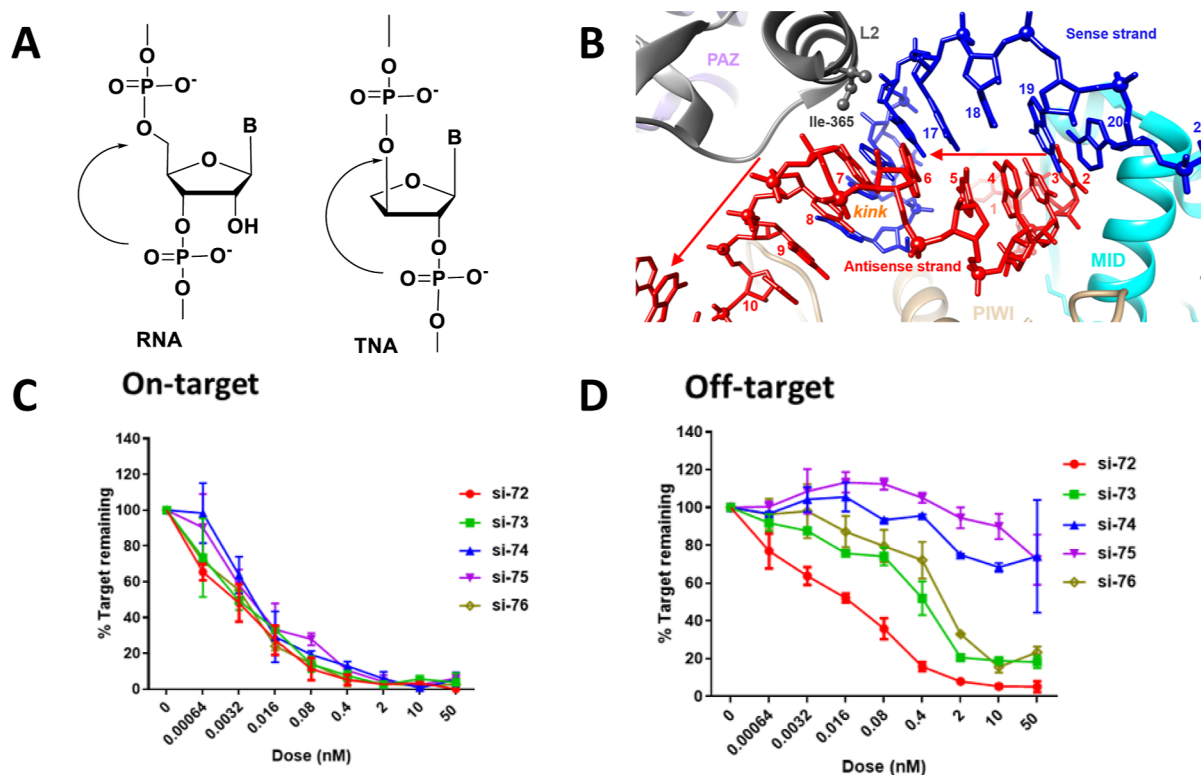 A
O
O=P-O-
O
O
B
O
OH
O=P-O-
O
RNA
O
O=P-O-
O
B
O
O
O=P-O-
O
TNA
B
PAZ
L2
Ile-365
Sense strand
17
18
19
20
2
7
6
5
4
3
2
1
kink
8
9
10
Antisense strand
MID
PIWI
C
On-target
% Target remaining
140
120
100
80
60
40
20
0
0
0.00064
0.0032
0.016
0.08
0.4
2
10
50
Dose (nM)
si-72
si-73
si-74
si-75
si-76
D
Off-target
% Target remaining
140
120
100
80
60
40
20
0
0
0.00064
0.0032
0.016
0.08
0.4
2
10
50
Dose (nM)
si-72
si-73
si-74
si-75
si-76